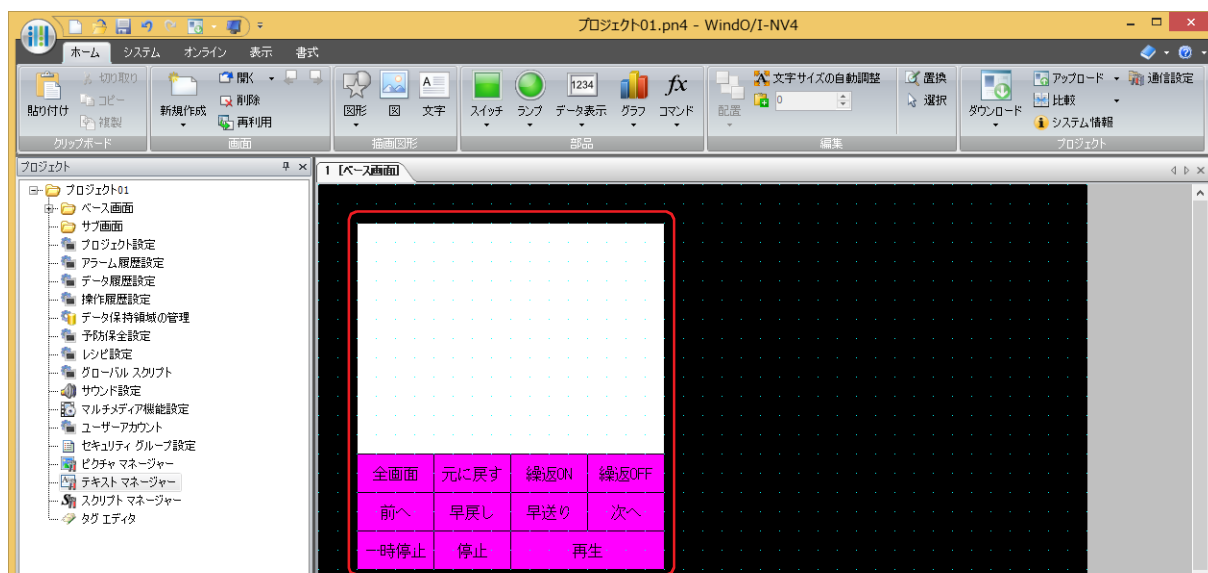 プロジェクト01.pn4 - WindO/I-NV4
ホーム システム オンライン 表示 書式
貼り付け 切り取り コピー 複製
クリップボード
新規作成 開く 削除 再利用
画面
図形 図 文字
描画図形
スイッチ ランプ 1234 データ表示 グラフ fx コマンド
部品
配置 文字サイズの自動調整 0 置換 選択
編集
ダウンロード アップロード 比較 システム情報 通信設定
プロジェクト
プロジェクト
1 [ベース画面]
プロジェクト01
ベース画面
サブ画面
プロジェクト設定
アラーム履歴設定
データ履歴設定
操作履歴設定
データ保持領域の管理
予防保全設定
レシピ設定
グローバル スクリプト
サウンド設定
マルチメディア機能設定
ユーザーアカウント
セキュリティ グループ設定
ピクチャ マネージャー
テキスト マネージャー
スクリプト マネージャー
タグ エディタ
全画面 元に戻す 繰返ON 繰返OFF
前へ 早戻し 早送り 次へ
一時停止 停止 再生